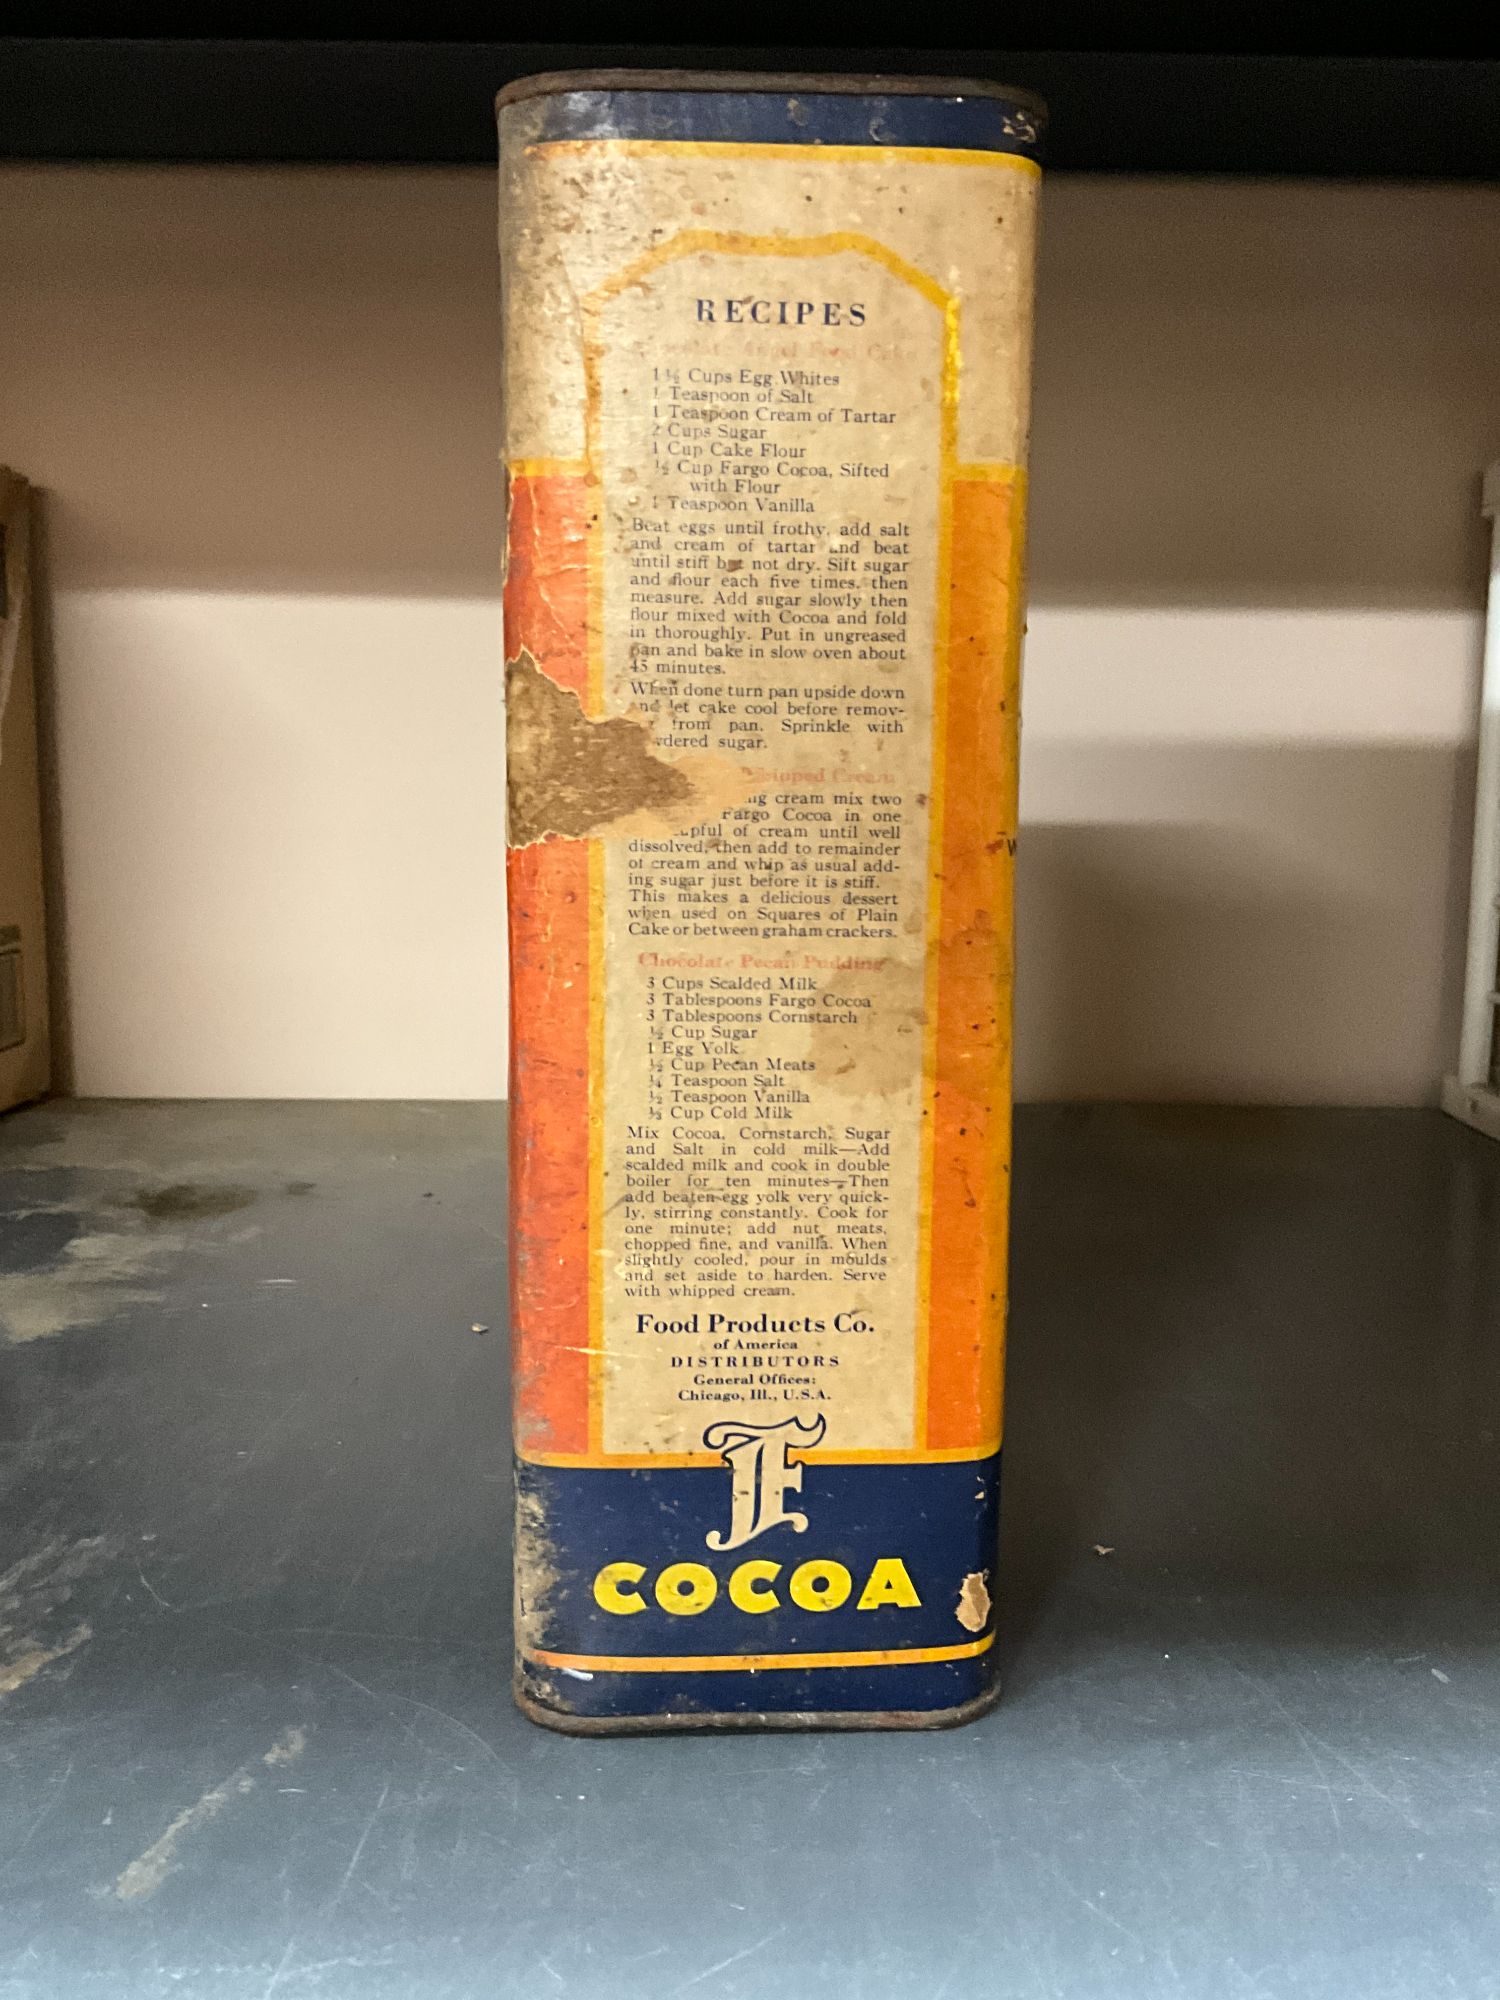 RECIPES
Angel Food Cake
1½ Cups Egg Whites
1 Teaspoon of Salt
1 Teaspoon Cream of Tartar
2 Cups Sugar
1 Cup Cake Flour
½ Cup Fargo Cocoa, Sifted
with Flour
1 Teaspoon Vanilla
Beat eggs until frothy, add salt
and cream of tartar and beat
until stiff but not dry. Sift sugar
and flour each five times, then
measure. Add sugar slowly then
flour mixed with Cocoa and fold
in thoroughly. Put in ungreased
pan and bake in slow oven about
45 minutes.
When done turn pan upside down
and let cake cool before remov-
from pan. Sprinkle with
dered sugar.
Whipped Cream
cream mix two
Fargo Cocoa in one
of cream until well
dissolved, then add to remainder
of cream and whip as usual add-
ing sugar just before it is stiff.
This makes a delicious dessert
when used on Squares of Plain
Cake or between graham crackers.
Chocolate Pecan Pudding
3 Cups Scalded Milk
3 Tablespoons Fargo Cocoa
3 Tablespoons Cornstarch
½ Cup Sugar
1 Egg Yolk
½ Cup Pecan Meats
¼ Teaspoon Salt
½ Teaspoon Vanilla
⅓ Cup Cold Milk
Mix Cocoa, Cornstarch, Sugar
and Salt in cold milk—Add
scalded milk and cook in double
boiler for ten minutes—Then
add beaten egg yolk very quick-
ly, stirring constantly. Cook for
one minute; add nut meats,
chopped fine, and vanilla. When
slightly cooled, pour in moulds
and set aside to harden. Serve
with whipped cream.
Food Products Co.
of America
DISTRIBUTORS
General Offices:
Chicago, Ill., U.S.A.
F
COCOA